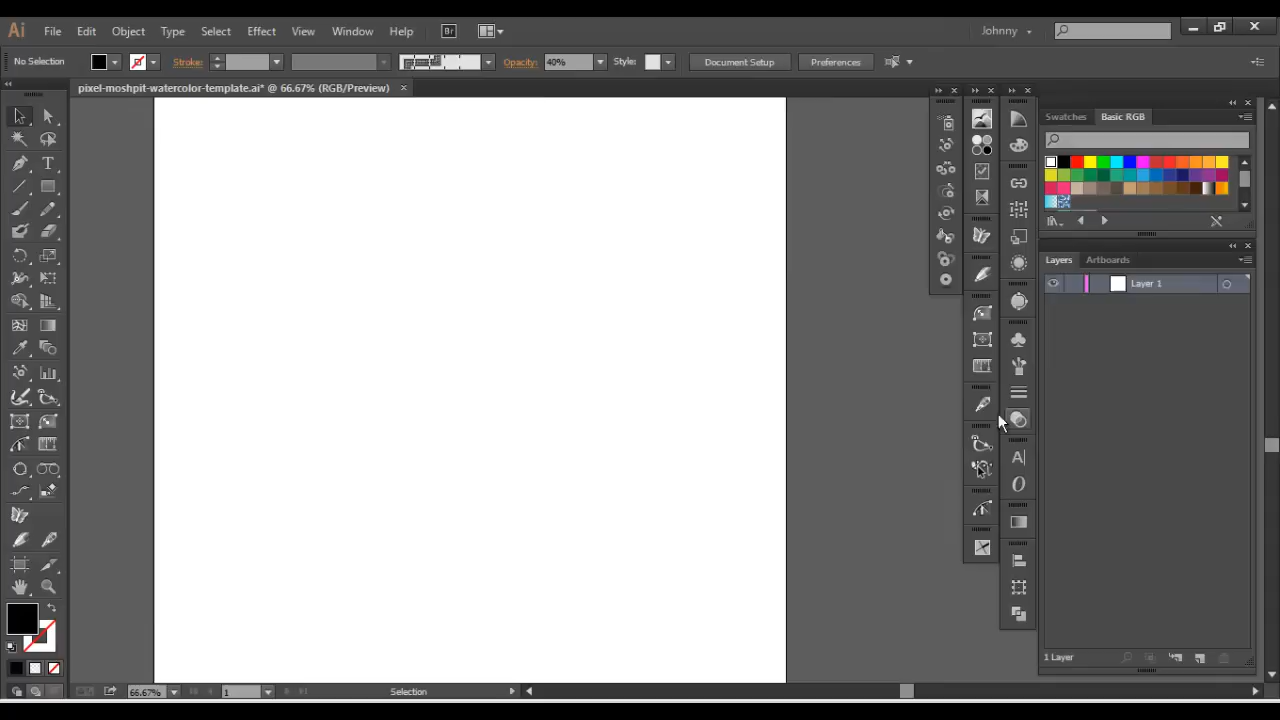 Ai File Edit Object Type Select Effect View Window Help Br Johnny
No Selection Stroke: Opacity: 40% Style: Document Setup Preferences
pixel-moshpit-watercolor-template.ai* @ 66.67% (RGB/Preview)
Swatches Basic RGB
Layers Artboards
Layer 1
1 Layer
66.67% 1 Selection